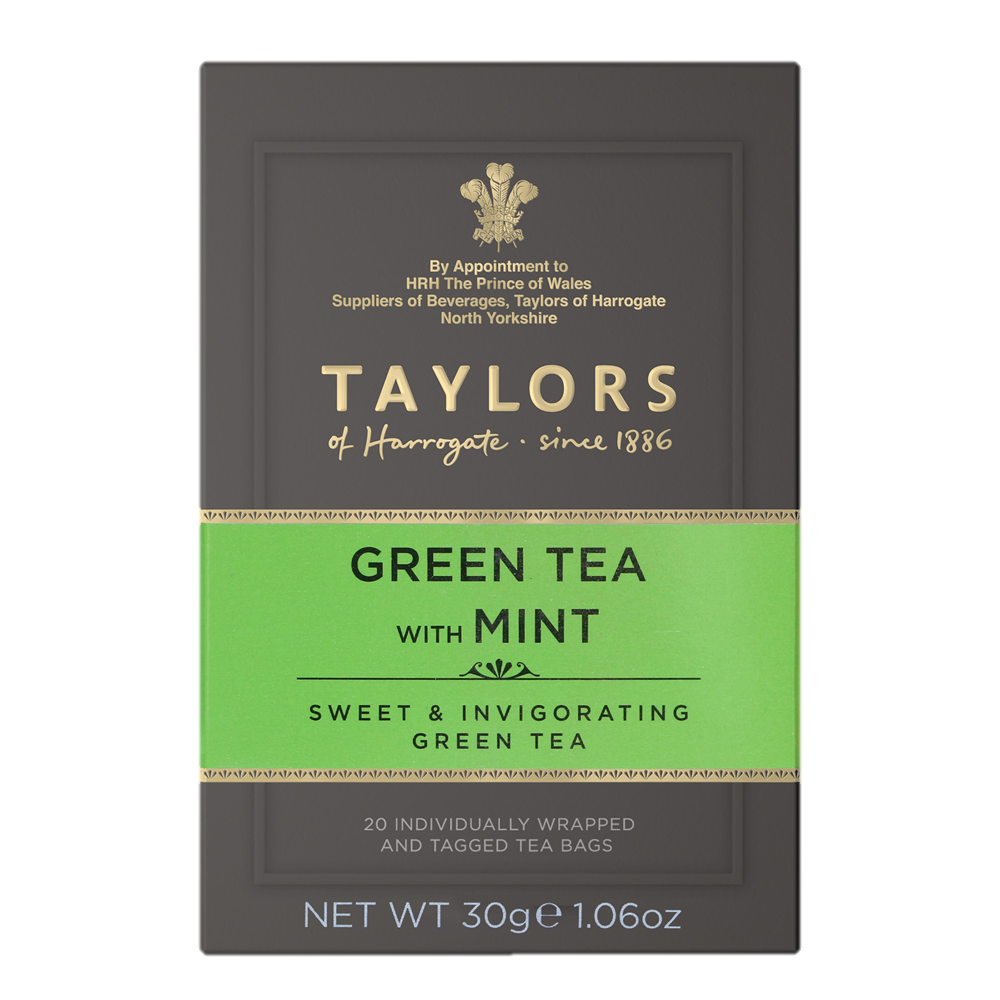 By Appointment to
HRH The Prince of Wales
Suppliers of Beverages, Taylors of Harrogate
North Yorkshire
TAYLORS
of Harrogate · since 1886
GREEN TEA
WITH MINT
SWEET & INVIGORATING
GREEN TEA
20 INDIVIDUALLY WRAPPED
AND TAGGED TEA BAGS
NET WT 30g℮ 1.06oz